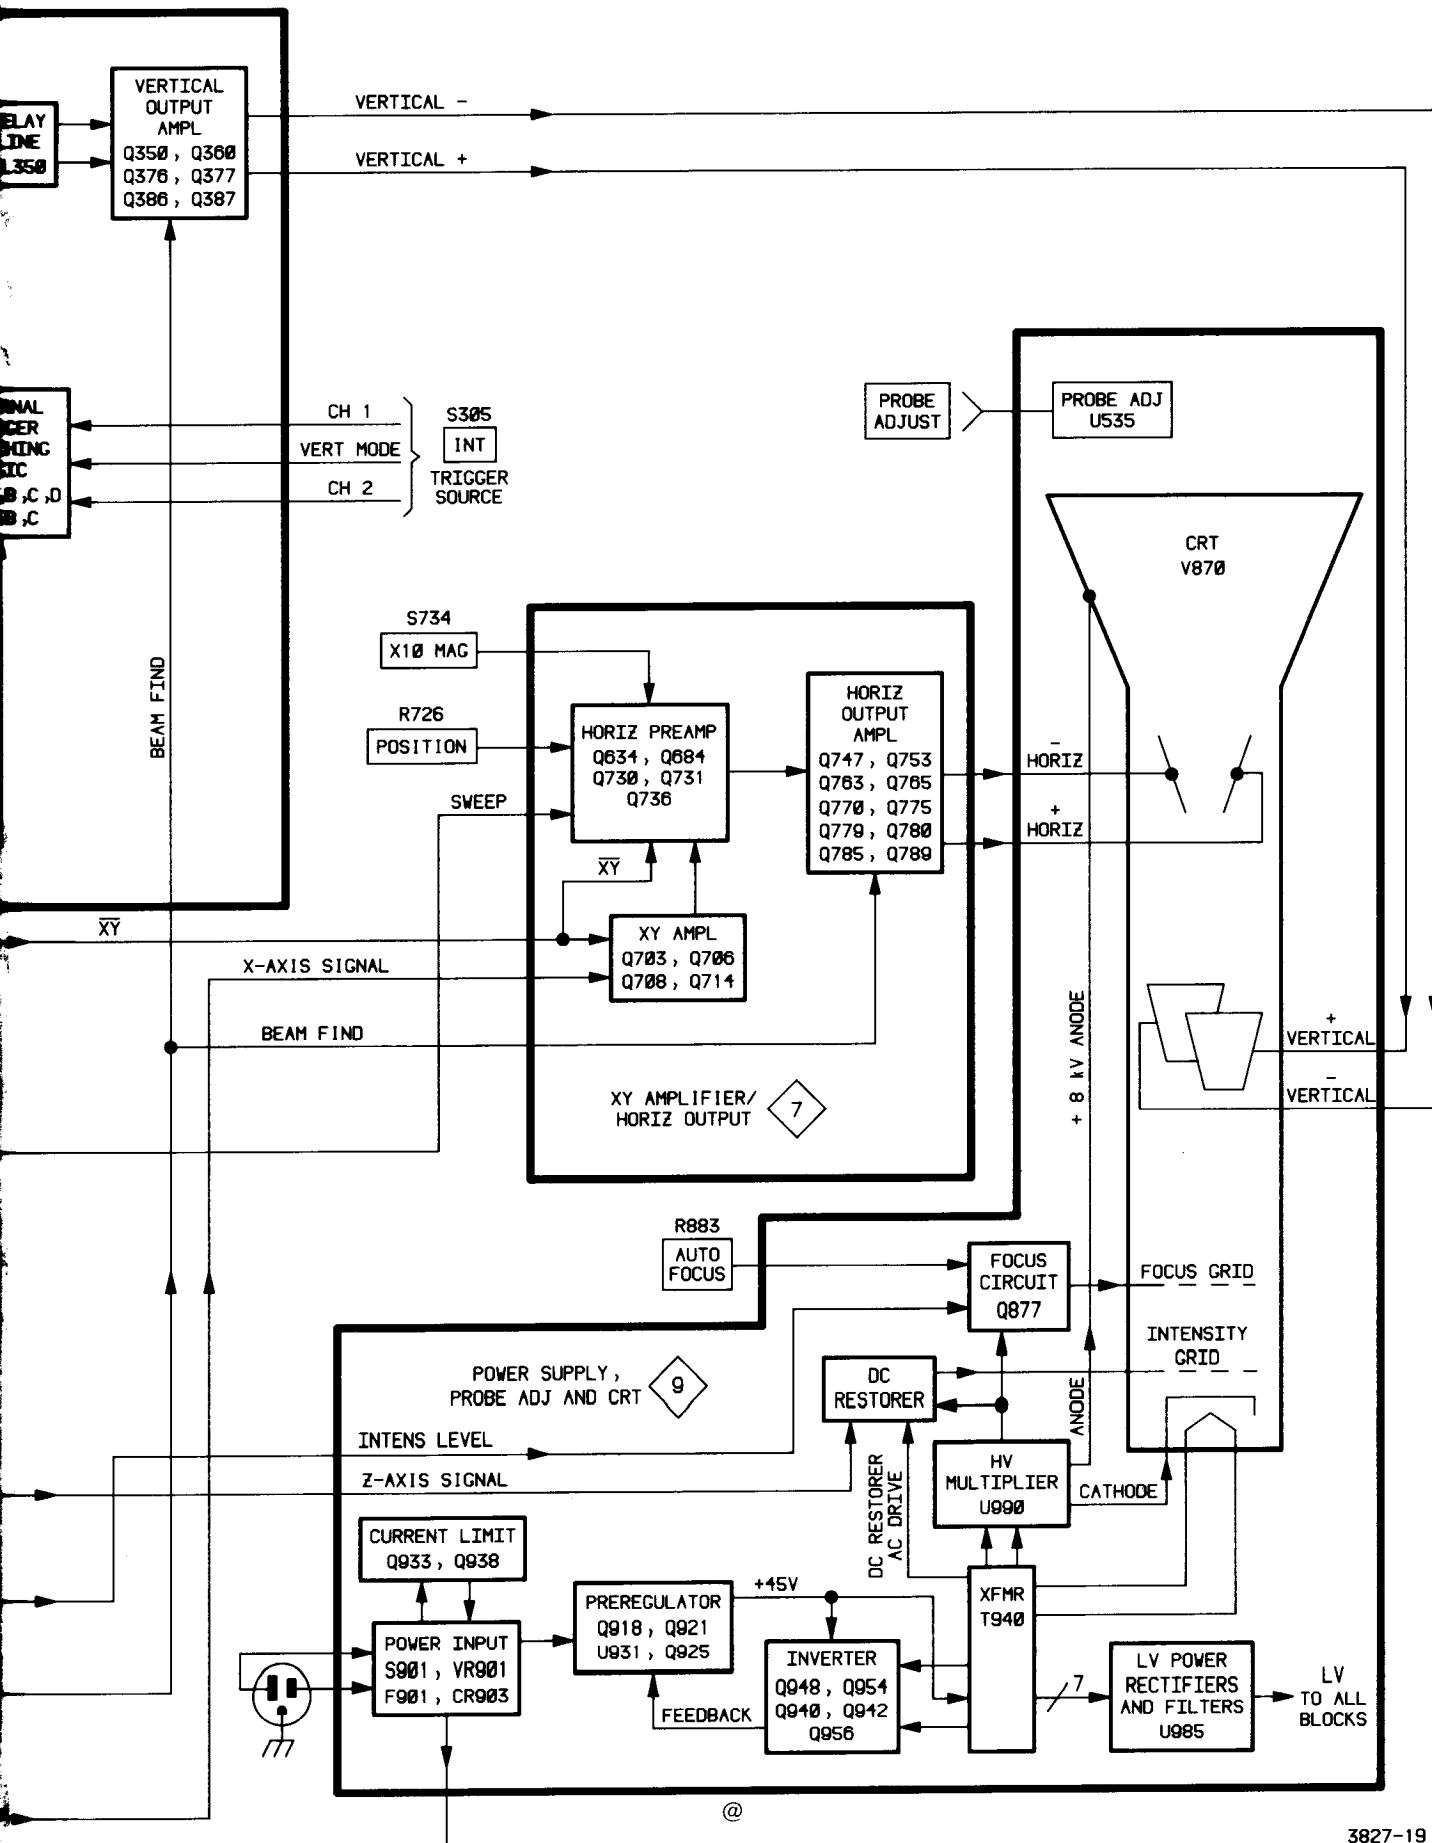 VERTICAL
OUTPUT
AMPL
Q350, Q360
Q376, Q377
Q386, Q387
VERTICAL -
VERTICAL +
L350
BEAM FIND
CH 1
VERT MODE
CH 2
S305
INT
TRIGGER
SOURCE
PROBE
ADJUST
PROBE ADJ
U535
CRT
V870
S734
X10 MAG
R726
POSITION
SWEEP
HORIZ PREAMP
Q634, Q684
Q730, Q731
Q736
HORIZ
OUTPUT
AMPL
Q747, Q753
Q763, Q765
Q770, Q775
Q779, Q780
Q785, Q789
-
HORIZ
+
HORIZ
X̅Y̅
X̅Y̅
XY AMPL
Q703, Q706
Q708, Q714
X-AXIS SIGNAL
BEAM FIND
XY AMPLIFIER/
HORIZ OUTPUT
7
+ 8 kV ANODE
+
VERTICAL
-
VERTICAL
R883
AUTO
FOCUS
FOCUS
CIRCUIT
Q877
FOCUS GRID
INTENSITY
GRID
POWER SUPPLY,
PROBE ADJ AND CRT
9
DC
RESTORER
ANODE
INTENS LEVEL
Z-AXIS SIGNAL
DC RESTORER
AC DRIVE
HV
MULTIPLIER
U990
CATHODE
CURRENT LIMIT
Q933, Q938
POWER INPUT
S901, VR901
F901, CR903
PREREGULATOR
Q918, Q921
U931, Q925
+45V
FEEDBACK
INVERTER
Q948, Q954
Q940, Q942
Q956
XFMR
T940
7
LV POWER
RECTIFIERS
AND FILTERS
U985
LV
TO ALL
BLOCKS
@
3827-19